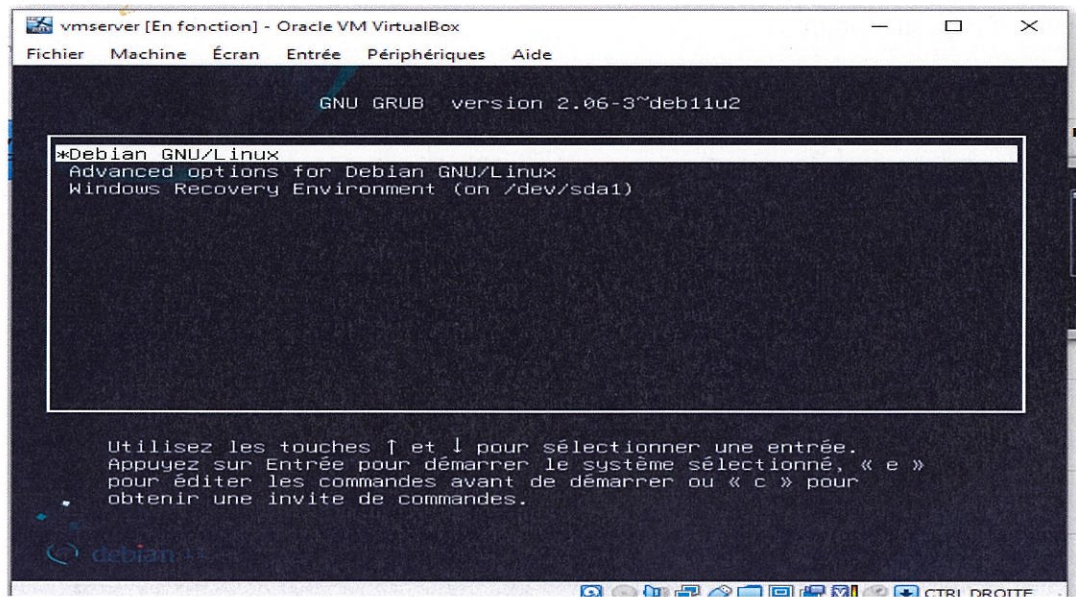 vmserver [En fonction] - Oracle VM VirtualBox
Fichier Machine Écran Entrée Périphériques Aide
GNU GRUB version 2.06-3~deb11u2
*Debian GNU/Linux
Advanced options for Debian GNU/Linux
Windows Recovery Environment (on /dev/sda1)
Utilisez les touches ↑ et ↓ pour sélectionner une entrée.
Appuyez sur Entrée pour démarrer le système sélectionné, « e »
pour éditer les commandes avant de démarrer ou « c » pour
obtenir une invite de commandes.
debian
CTRL DROITE